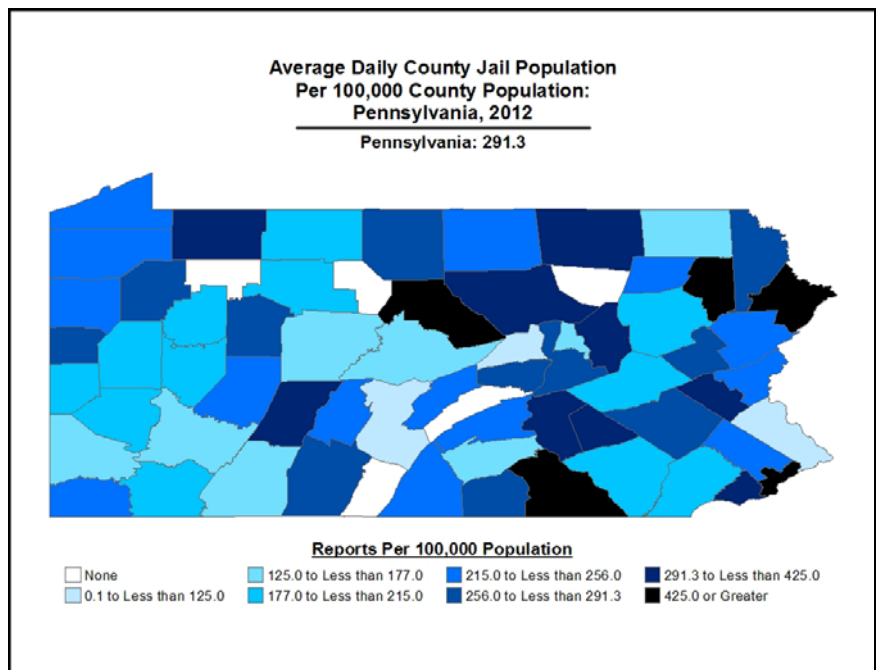 Average Daily County Jail Population
Per 100,000 County Population:
Pennsylvania, 2012
Pennsylvania: 291.3
Reports Per 100,000 Population
None
125.0 to Less than 177.0
215.0 to Less than 256.0
291.3 to Less than 425.0
0.1 to Less than 125.0
177.0 to Less than 215.0
256.0 to Less than 291.3
425.0 or Greater